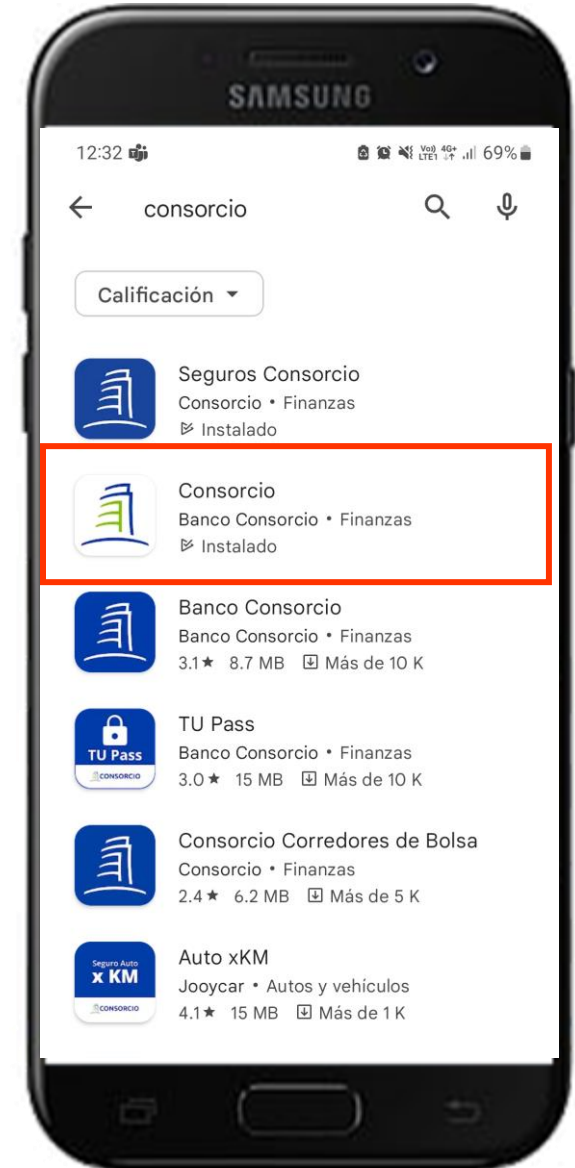 SAMSUNG
12:32
Vo)) 4G+ LTE1 69%
consorcio
Calificación
Seguros Consorcio
Consorcio • Finanzas
Instalado
Consorcio
Banco Consorcio • Finanzas
Instalado
Banco Consorcio
Banco Consorcio • Finanzas
3.1★ 8.7 MB Más de 10 K
TU Pass
CONSORCIO
TU Pass
Banco Consorcio • Finanzas
3.0★ 15 MB Más de 10 K
Consorcio Corredores de Bolsa
Consorcio • Finanzas
2.4★ 6.2 MB Más de 5 K
Seguro Auto
x KM
CONSORCIO
Auto xKM
Jooycar • Autos y vehículos
4.1★ 15 MB Más de 1 K